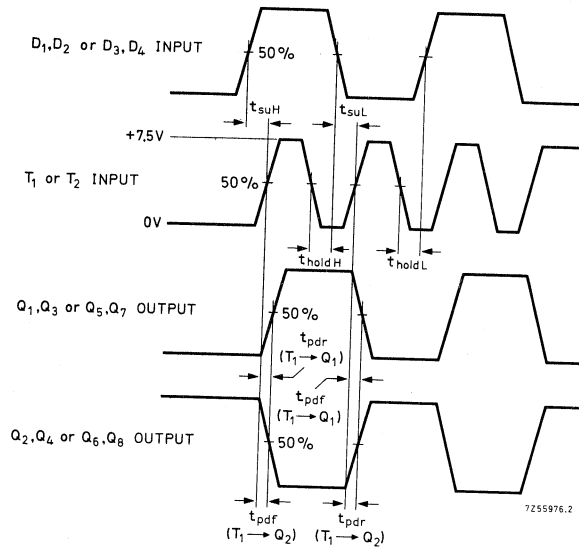 D1,D2 or D3,D4 INPUT
50%
tsuH
tsuL
+7.5V
T1 or T2 INPUT
50%
0V
tholdH
tholdL
Q1,Q3 or Q5,Q7 OUTPUT
50%
tpdr
(T1→Q1)
tpdf
(T1→Q1)
Q2,Q4 or Q6,Q8 OUTPUT
50%
7Z55976.2
tpdf
(T1→Q2)
tpdr
(T1→Q2)